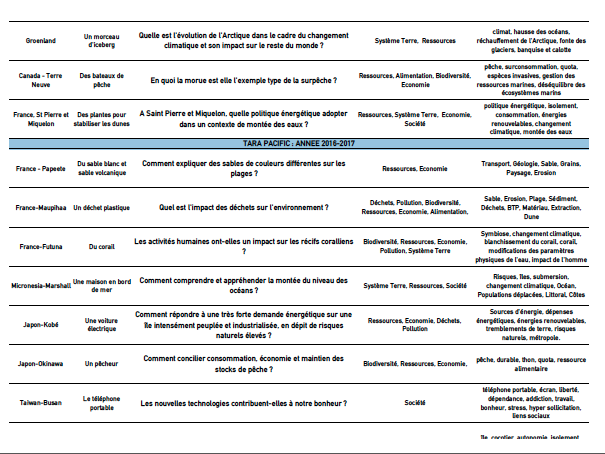 Groenland Un morceau d'iceberg Quelle est l'évolution de l'Arctique dans le cadre du changement climatique et son impact sur le reste du monde ? Système Terre, Ressources climat, hausse des océans, réchauffement de l'Arctique, fonte des glaciers, banquise et calotte
Canada - Terre Neuve Des bateaux de pêche En quoi la morue est elle l'exemple type de la surpêche ? Ressources, Alimentation, Biodiversité, Economie pêche, surconsommation, quota, espèces invasives, gestion des ressources marines, déséquilibre des écosystèmes marins
France, St Pierre et Miquelon Des plantes pour stabiliser les dunes A Saint Pierre et Miquelon, quelle politique énergétique adopter dans un contexte de montée des eaux ? Ressources, Système Terre, Economie, Société politique énergétique, isolement, consommation, énergies renouvelables, changement climatique, montée des eaux
TARA PACIFIC : ANNEE 2016-2017
France - Papeete Du sable blanc et sable volcanique Comment expliquer des sables de couleurs différentes sur les plages ? Ressources, Economie Transport, Géologie, Sable, Grains, Paysage, Erosion
France-Maupihaa Un déchet plastique Quel est l'impact des déchets sur l'environnement ? Déchets, Pollution, Biodiversité, Ressources, Economie, Alimentation, Sable, Erosion, Plage, Sédiment, Déchets, BTP, Matériau, Extraction, Dune
France-Futuna Du corail Les activités humaines ont-elles un impact sur les récifs coralliens ? Biodiversité, Ressources, Economie, Pollution, Système Terre Symbiose, changement climatique, blanchissement du corail, corail, modifications des paramètres physiques de l'eau, impact de l'homme
Micronesia-Marshall Une maison en bord de mer Comment comprendre et appréhender la montée du niveau des océans ? Système Terre, Ressources, Société Risques, îles, submersion, changement climatique, Océan, Populations déplacées, Littoral, Côtes
Japon-Kobé Une voiture électrique Comment répondre à une très forte demande énergétique sur une île intensément peuplée et industrialisée, en dépit de risques naturels élevés ? Ressources, Economie, Déchets, Pollution Sources d'énergie, dépenses énergétiques, énergies renouvelables, tremblements de terre, risques naturels, métropole.
Japon-Okinawa Un pêcheur Comment concilier consommation, économie et maintien des stocks de pêche ? Biodiversité, Ressources, Economie, pêche, durable, thon, quota, ressource alimentaire
Taiwan-Busan Le téléphone portable Les nouvelles technologies contribuent-elles à notre bonheur ? Société téléphone portable, écran, liberté, dépendance, addiction, travail, bonheur, stress, hyper sollicitation, liens sociaux
Ile, cocotier, autonomie, isolement,